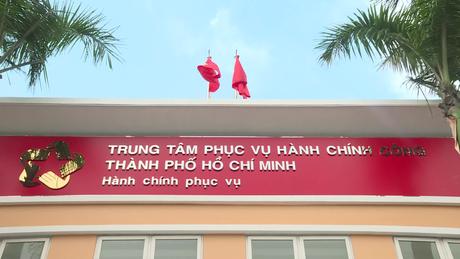 TRUNG TÂM PHỤC VỤ HÀNH CHÍNH CÔNG
THÀNH PHỐ HỒ CHÍ MINH
Hành chính phục vụ